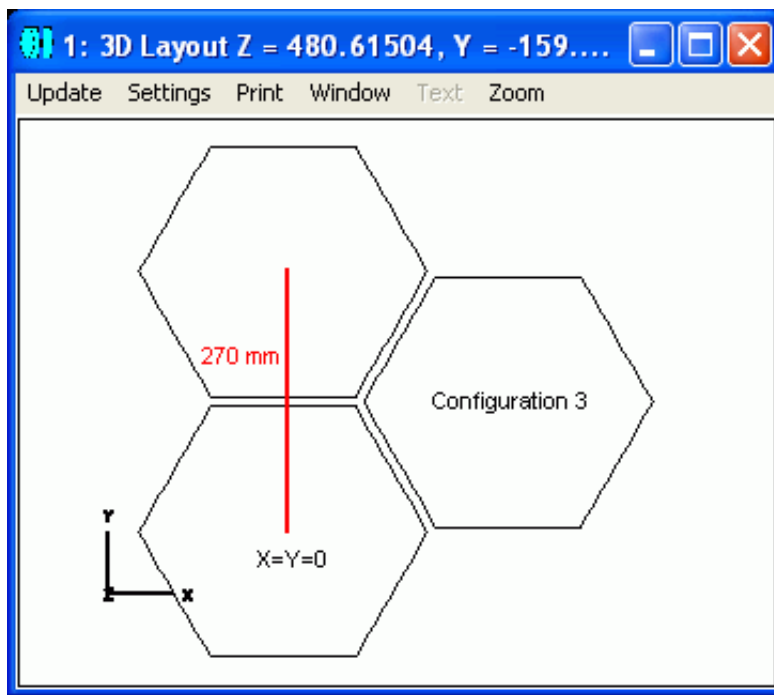 1: 3D Layout Z = 480.61504, Y = -159....
Update Settings Print Window Text Zoom
270 mm
Configuration 3
Y
X=Y=0
Z X